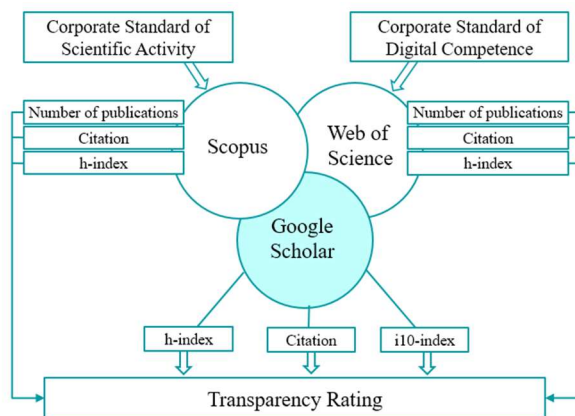 Corporate Standard of
Scientific Activity
Corporate Standard of
Digital Competence
Number of publications
Citation
h-index
Scopus
Web of
Science
Number of publications
Citation
h-index
Google
Scholar
h-index
Citation
i10-index
Transparency Rating